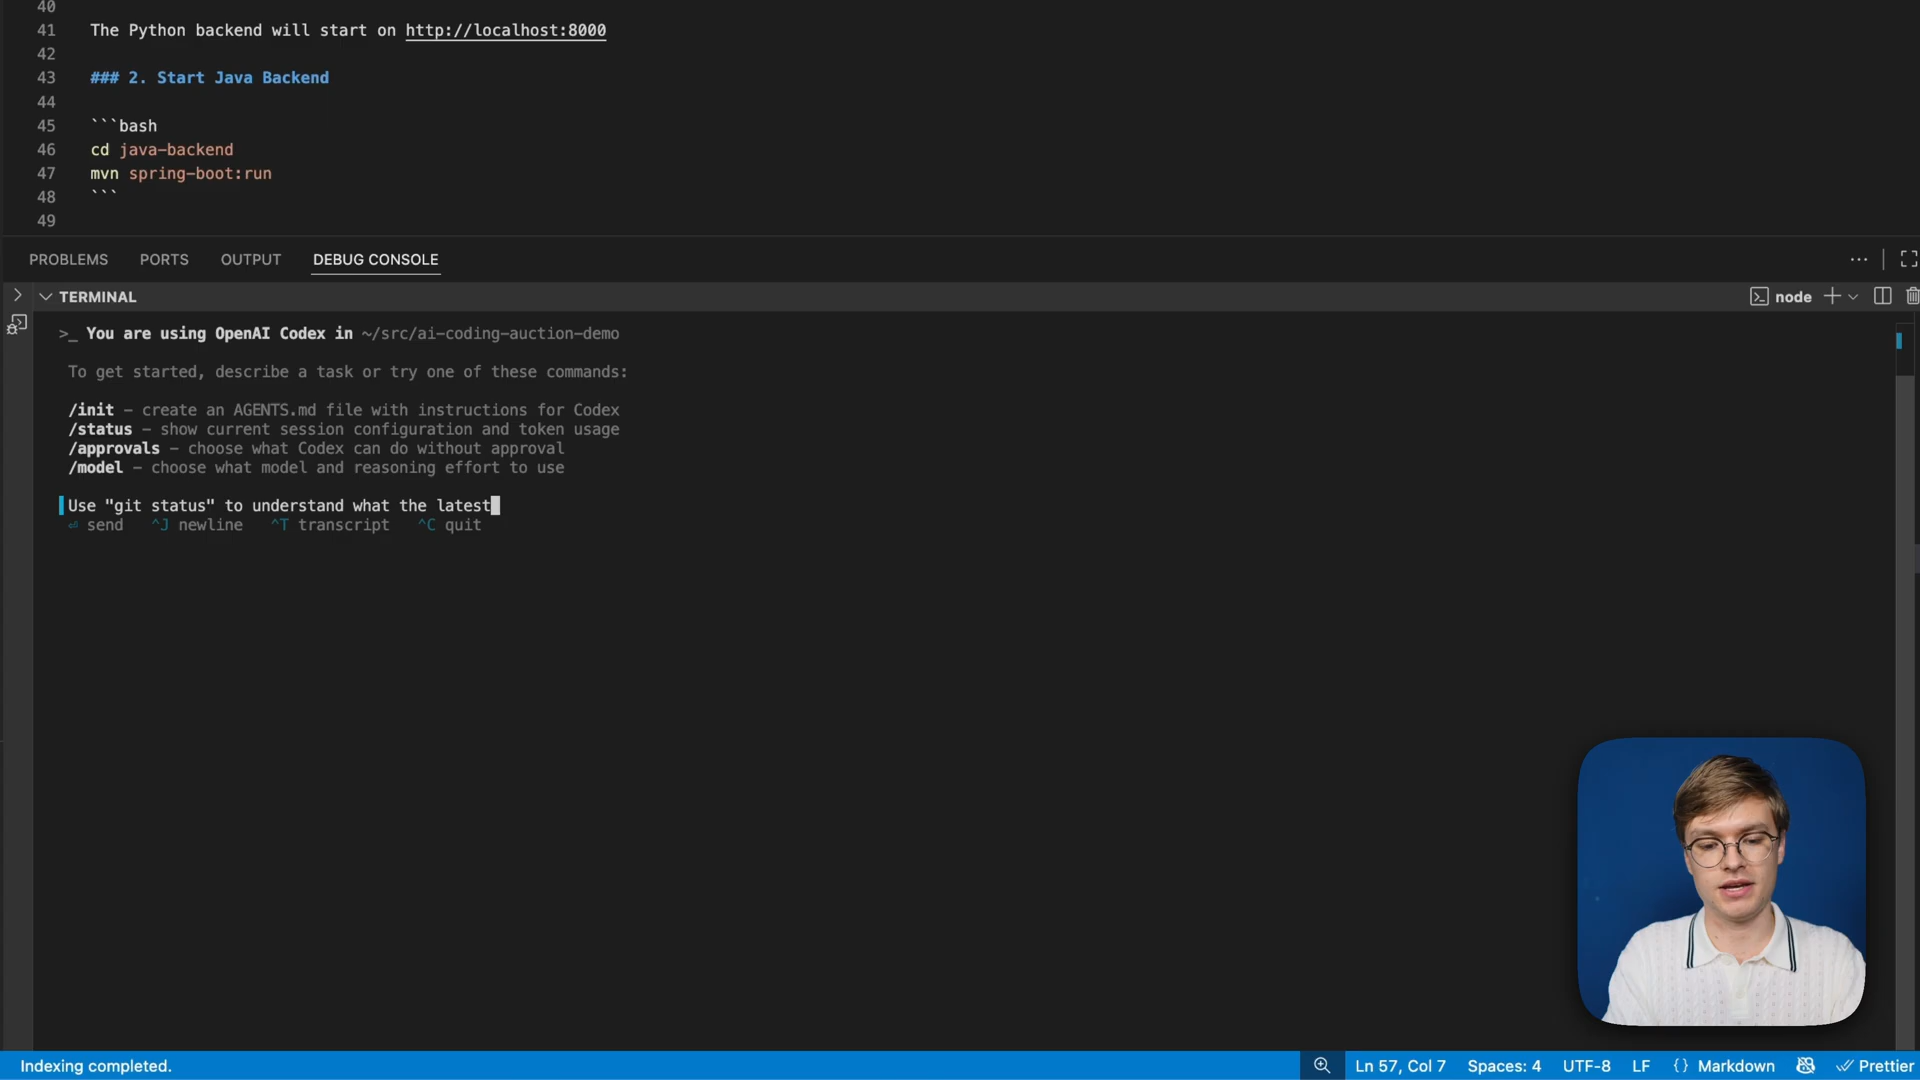 40
41 The Python backend will start on http://localhost:8000
42
43 ### 2. Start Java Backend
44
45 ```bash
46 cd java-backend
47 mvn spring-boot:run
48 ```
49
PROBLEMS PORTS OUTPUT DEBUG CONSOLE
TERMINAL node
>_ You are using OpenAI Codex in ~/src/ai-coding-auction-demo
To get started, describe a task or try one of these commands:
/init - create an AGENTS.md file with instructions for Codex
/status - show current session configuration and token usage
/approvals - choose what Codex can do without approval
/model - choose what model and reasoning effort to use
Use "git status" to understand what the latest
⏎ send ^J newline ^T transcript ^C quit
Indexing completed. Ln 57, Col 7 Spaces: 4 UTF-8 LF {} Markdown Prettier